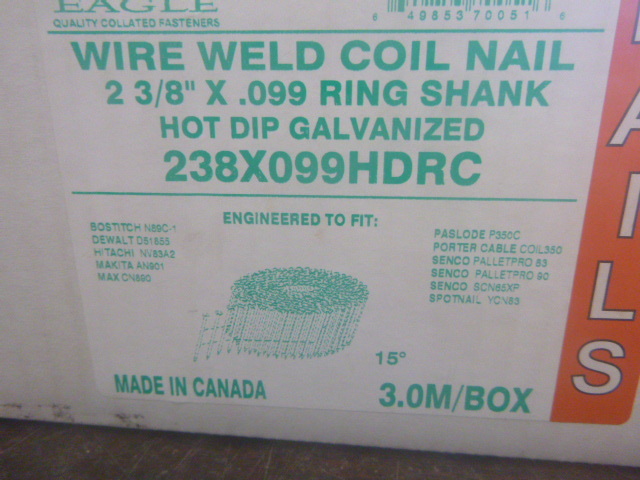 EAGLE
QUALITY COLLATED FASTENERS
6 49853 70051 6
WIRE WELD COIL NAIL
2 3/8" X .099 RING SHANK
HOT DIP GALVANIZED
238X099HDRC
ENGINEERED TO FIT:
BOSTITCH N89C-1
DEWALT D51855
HITACHI NV83A2
MAKITA AN901
MAX CN890
PASLODE P350C
PORTER CABLE COIL350
SENCO PALLETPRO 83
SENCO PALLETPRO 90
SENCO SCN65XP
SPOTNAIL YCN83
15°
MADE IN CANADA
3.0M/BOX
NAILS